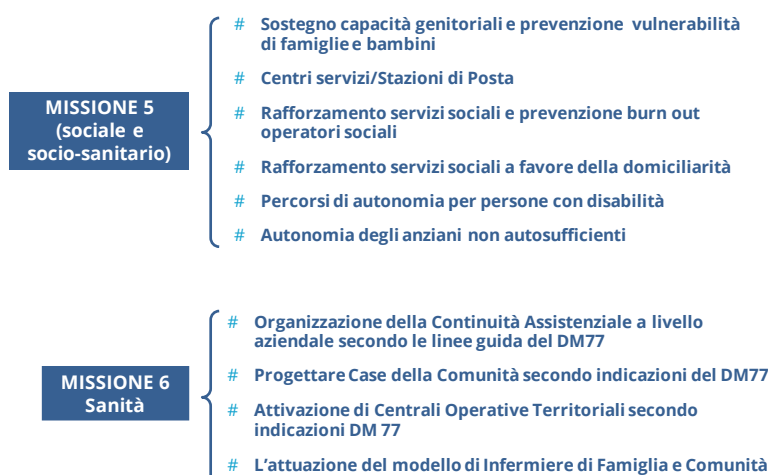 MISSIONE 5
(sociale e
socio-sanitario)
# Sostegno capacità genitoriali e prevenzione vulnerabilità
di famiglie e bambini
# Centri servizi/Stazioni di Posta
# Rafforzamento servizi sociali e prevenzione burn out
operatori sociali
# Rafforzamento servizi sociali a favore della domiciliarità
# Percorsi di autonomia per persone con disabilità
# Autonomia degli anziani non autosufficienti
MISSIONE 6
Sanità
# Organizzazione della Continuità Assistenziale a livello
aziendale secondo le linee guida del DM77
# Progettare Case della Comunità secondo indicazioni del DM77
# Attivazione di Centrali Operative Territoriali secondo
indicazioni DM 77
# L'attuazione del modello di Infermiere di Famiglia e Comunità